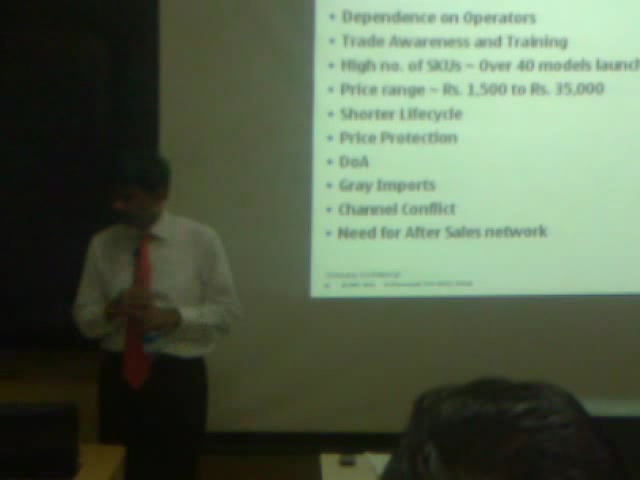 • Dependence on Operators
• Trade Awareness and Training
• High no. of SKUs ~ Over 40 models launch
• Price range ~ Rs. 1,500 to Rs. 35,000
• Shorter Lifecycle
• Price Protection
• DoA
• Gray Imports
• Channel Conflict
• Need for After Sales network